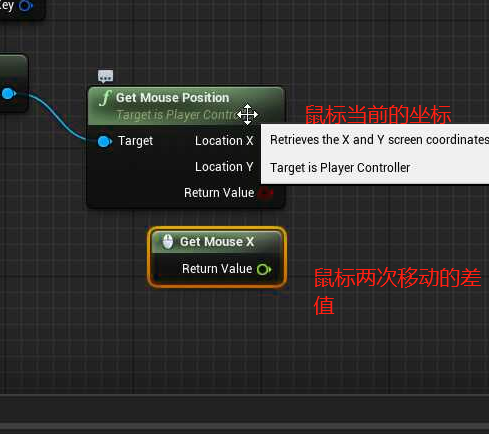 Key
Get Mouse Position
Target is Player Contro
鼠标当前的坐标
Target
Location X
Retrieves the X and Y screen coordinates
Location Y
Target is Player Controller
Return Value
Get Mouse X
Return Value
鼠标两次移动的差
值